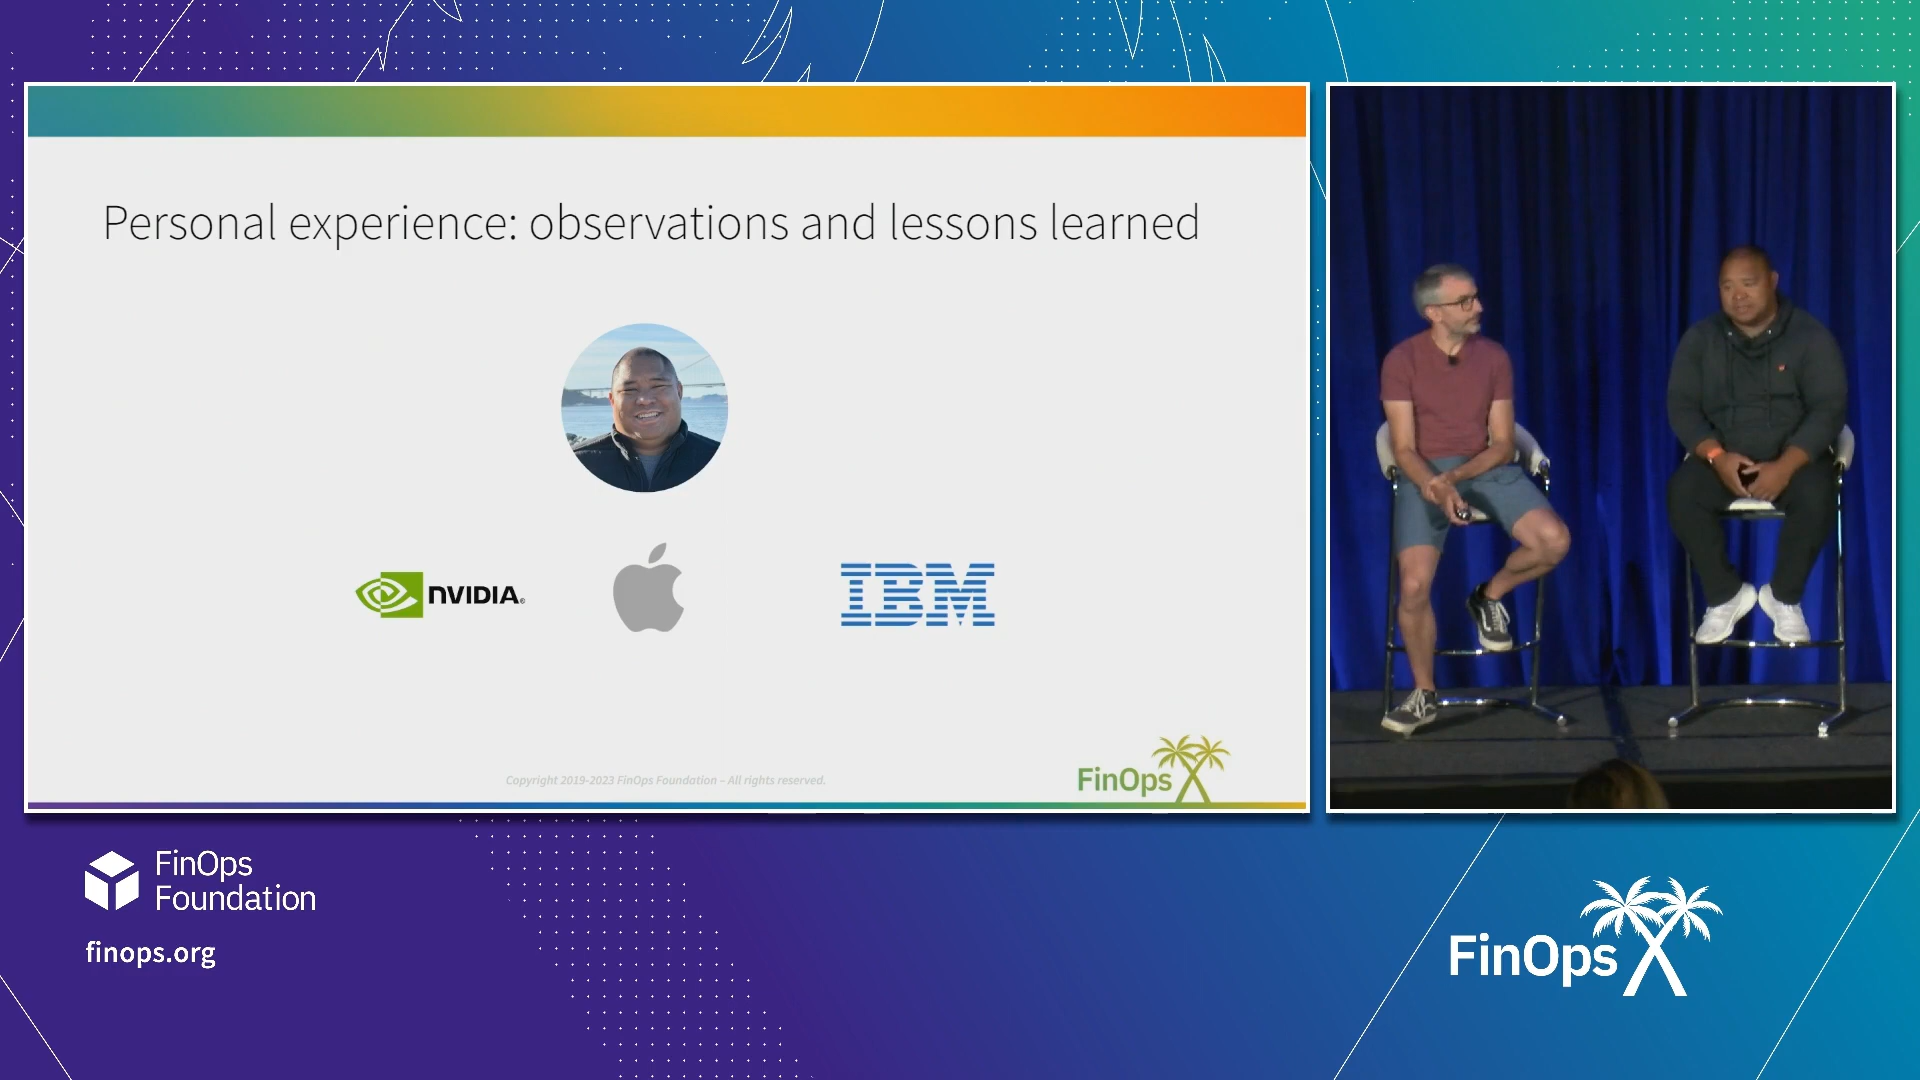 Personal experience: observations and lessons learned
NVIDIA®
IBM
Copyright 2019-2023 FinOps Foundation – All rights reserved.
FinOps X
FinOps
Foundation
finops.org
FinOps X